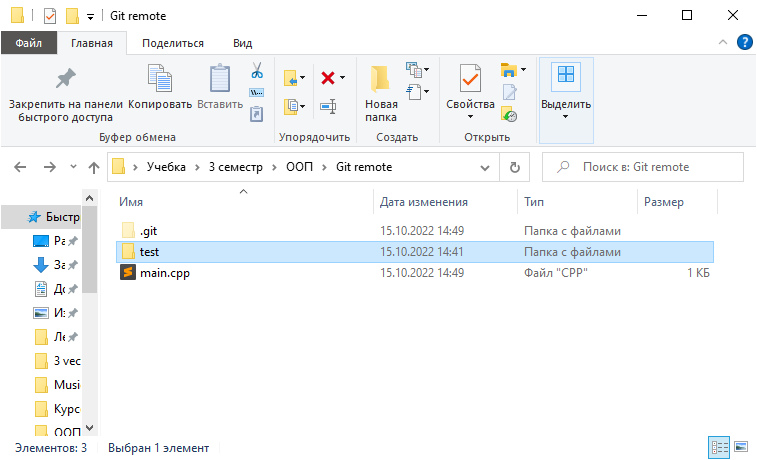 Git remote
Файл Главная Поделиться Вид
Закрепить на панели быстрого доступа
Копировать
Вставить
Буфер обмена
Упорядочить
Новая папка
Создать
Свойства
Открыть
Выделить
Учебка > 3 семестр > ООП > Git remote
Поиск в: Git remote
Имя Дата изменения Тип Размер
.git 15.10.2022 14:49 Папка с файлами
test 15.10.2022 14:41 Папка с файлами
main.cpp 15.10.2022 14:49 Файл "CPP" 1 КБ
Быстр
Ра
За
До
Из
Ле
3 vec
Musi
Курс
ООП
Элементов: 3 Выбран 1 элемент